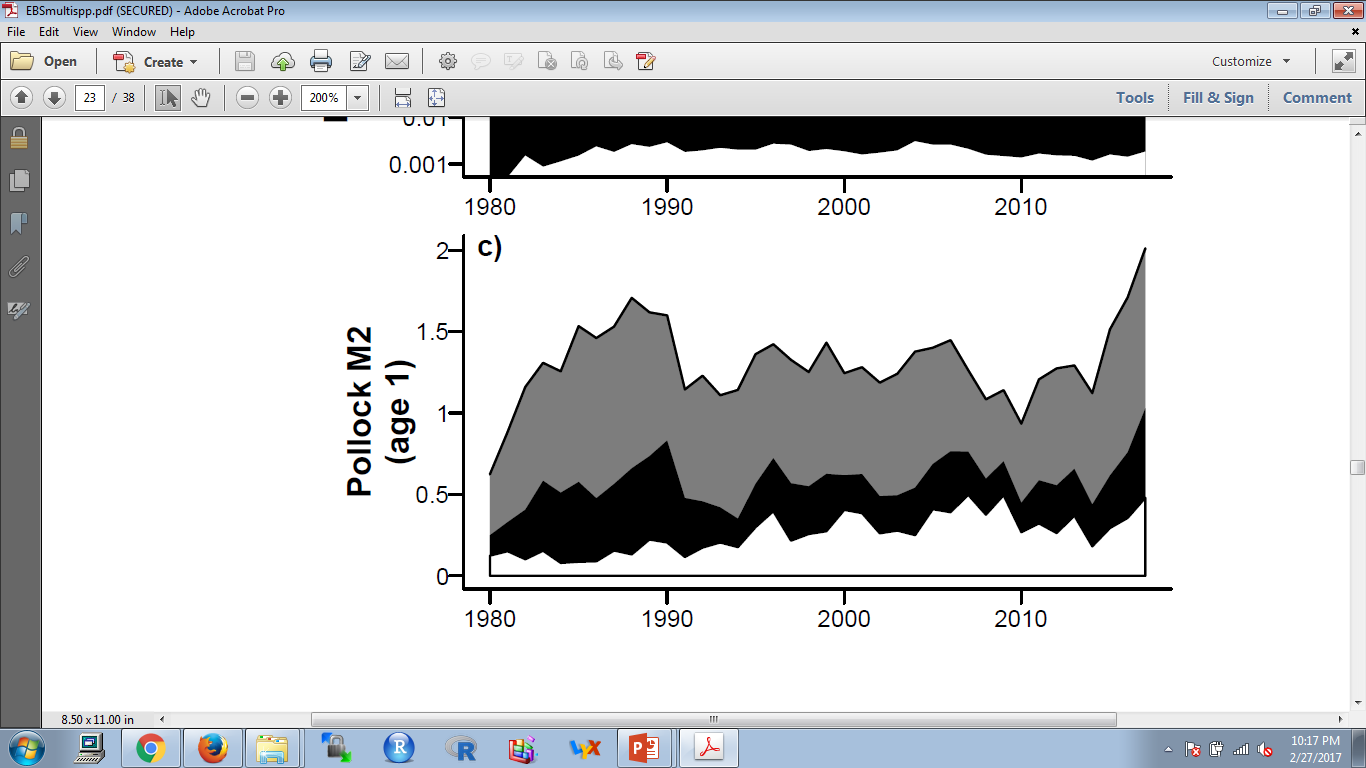 EBSmultispp.pdf (SECURED) - Adobe Acrobat Pro
File Edit View Window Help
Open Create Customize
23 / 38 200% Tools Fill & Sign Comment
0.01
0.001
1980 1990 2000 2010
c)
2
1.5
1
0.5
0
Pollock M2
(age 1)
1980 1990 2000 2010
8.50 x 11.00 in
10:17 PM
2/27/2017